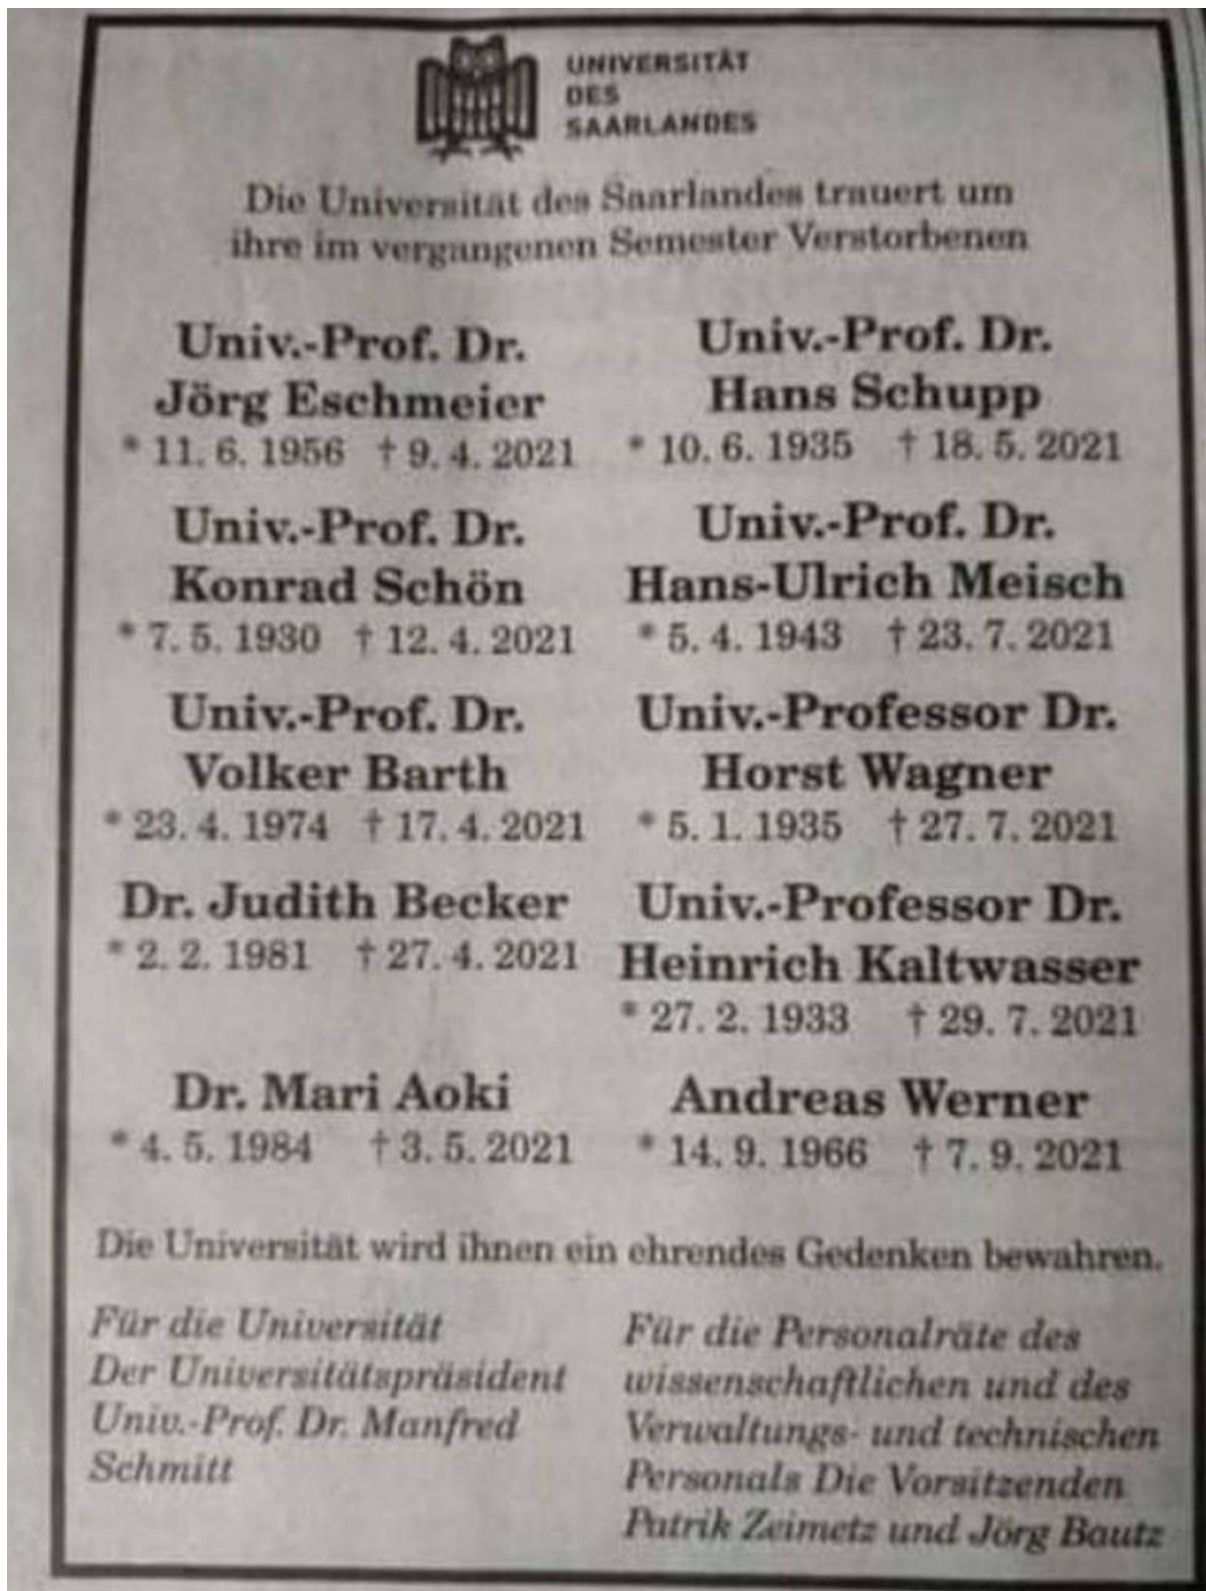 UNIVERSITÄT
DES
SAARLANDES
Die Universität des Saarlandes trauert um
ihre im vergangenen Semester Verstorbenen
Univ.-Prof. Dr.
Jörg Eschmeier
* 11. 6. 1956 † 9. 4. 2021
Univ.-Prof. Dr.
Hans Schupp
* 10. 6. 1935 † 18. 5. 2021
Univ.-Prof. Dr.
Konrad Schön
* 7. 5. 1930 † 12. 4. 2021
Univ.-Prof. Dr.
Hans-Ulrich Meisch
* 5. 4. 1943 † 23. 7. 2021
Univ.-Prof. Dr.
Volker Barth
* 23. 4. 1974 † 17. 4. 2021
Univ.-Professor Dr.
Horst Wagner
* 5. 1. 1935 † 27. 7. 2021
Dr. Judith Becker
* 2. 2. 1981 † 27. 4. 2021
Univ.-Professor Dr.
Heinrich Kaltwasser
* 27. 2. 1933 † 29. 7. 2021
Dr. Mari Aoki
* 4. 5. 1984 † 3. 5. 2021
Andreas Werner
* 14. 9. 1966 † 7. 9. 2021
Die Universität wird ihnen ein ehrendes Gedenken bewahren.
Für die Universität
Der Universitätspräsident
Univ.-Prof. Dr. Manfred
Schmitt
Für die Personalräte des
wissenschaftlichen und des
Verwaltungs- und technischen
Personals Die Vorsitzenden
Patrik Zeimetz und Jörg Bautz